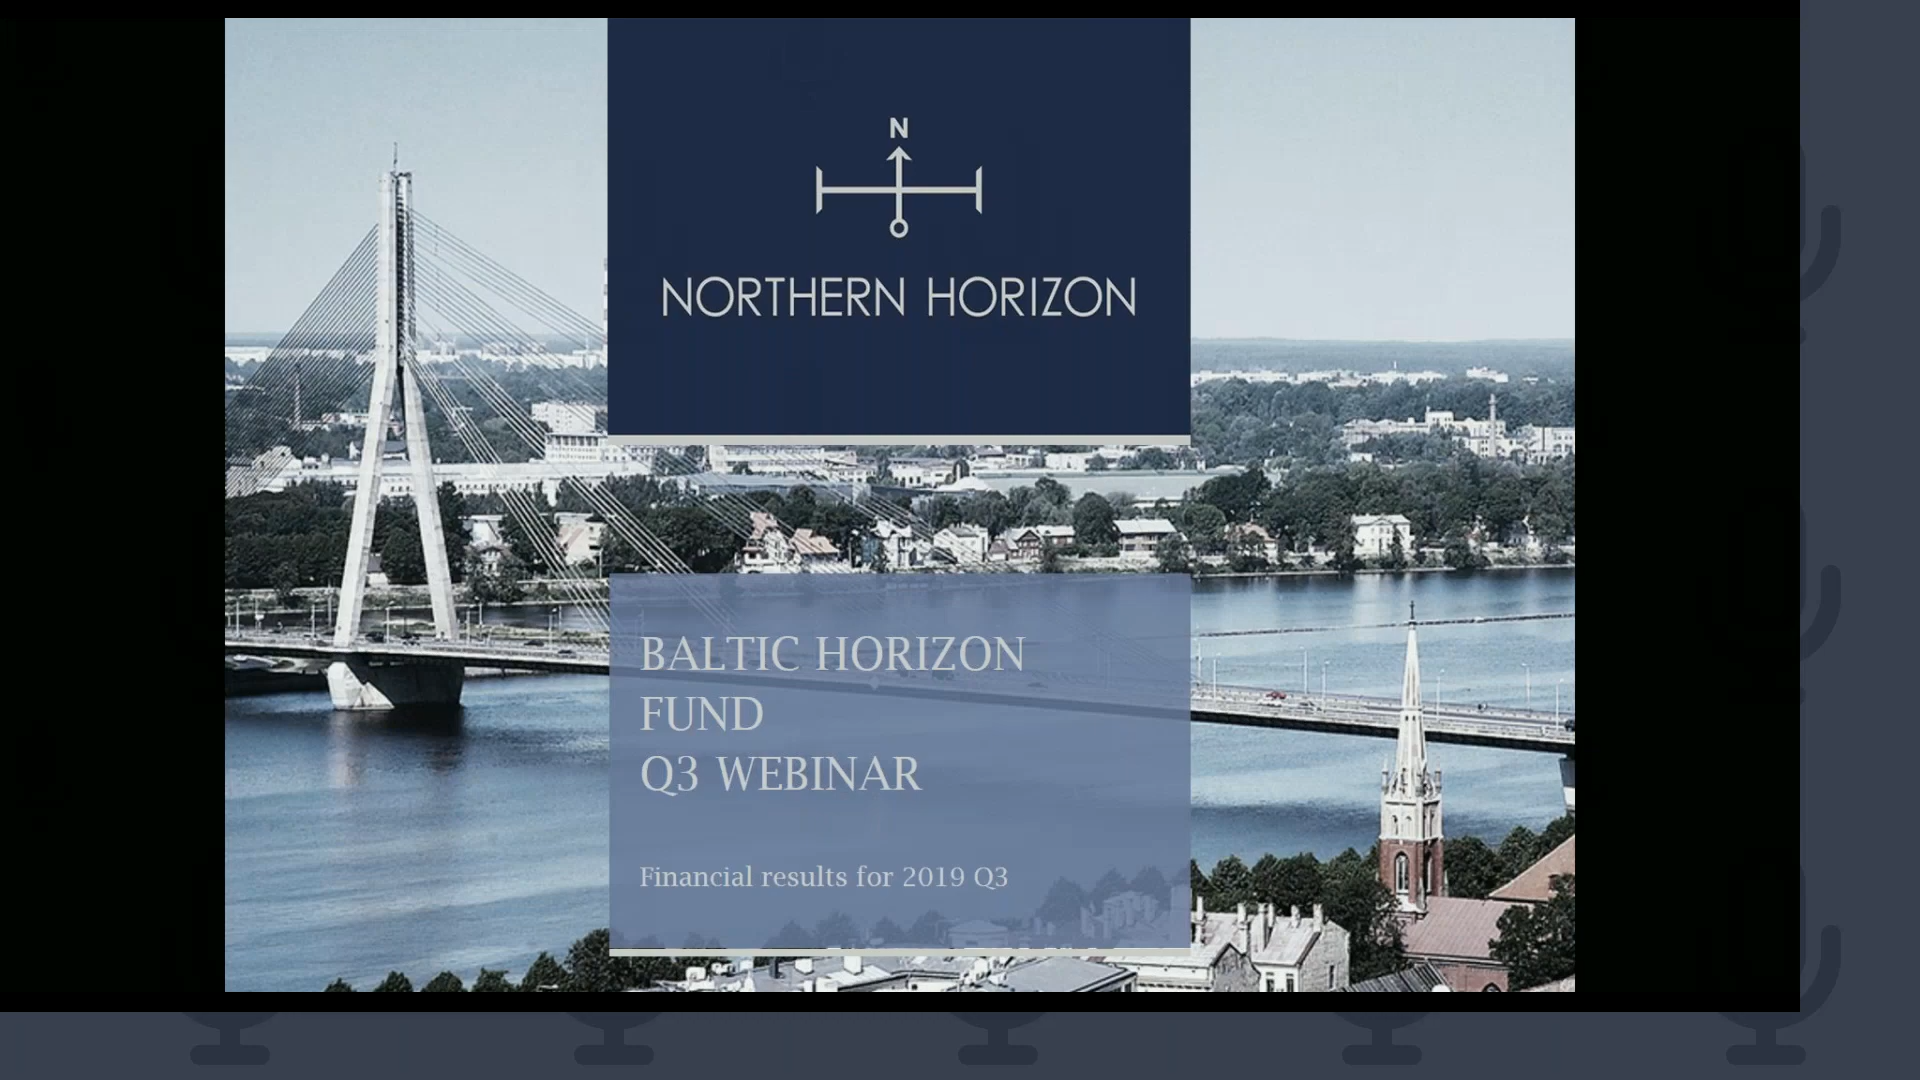 N
NORTHERN HORIZON
BALTIC HORIZON
FUND
Q3 WEBINAR
Financial results for 2019 Q3